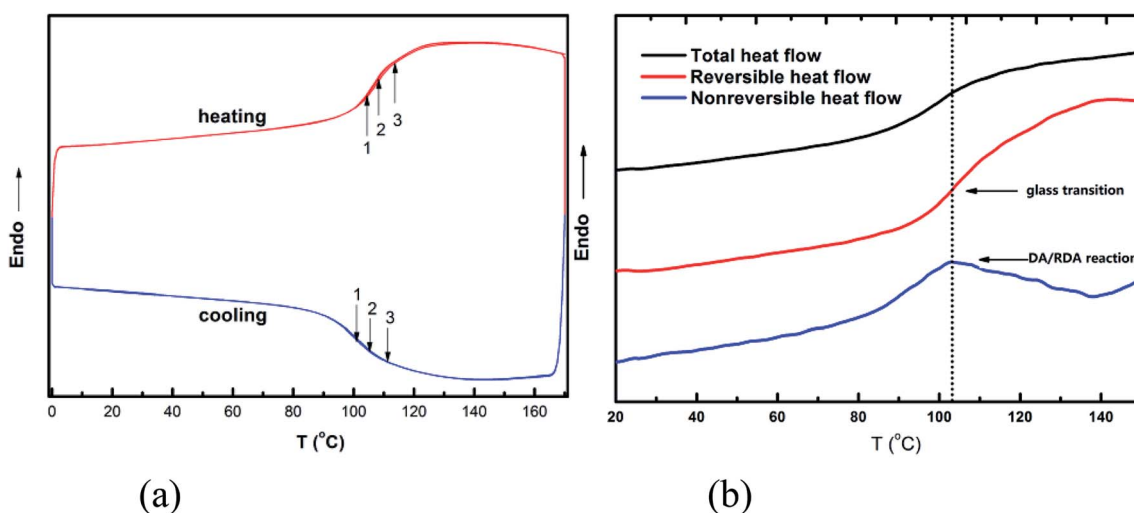 heating
1
2
3
1
2
3
cooling
Endo
0
20
40
60
80
100
120
140
160
T (°C)
(a)
Total heat flow
Reversible heat flow
Nonreversible heat flow
glass transition
DA/RDA reaction
Endo
20
40
60
80
100
120
140
T (°C)
(b)